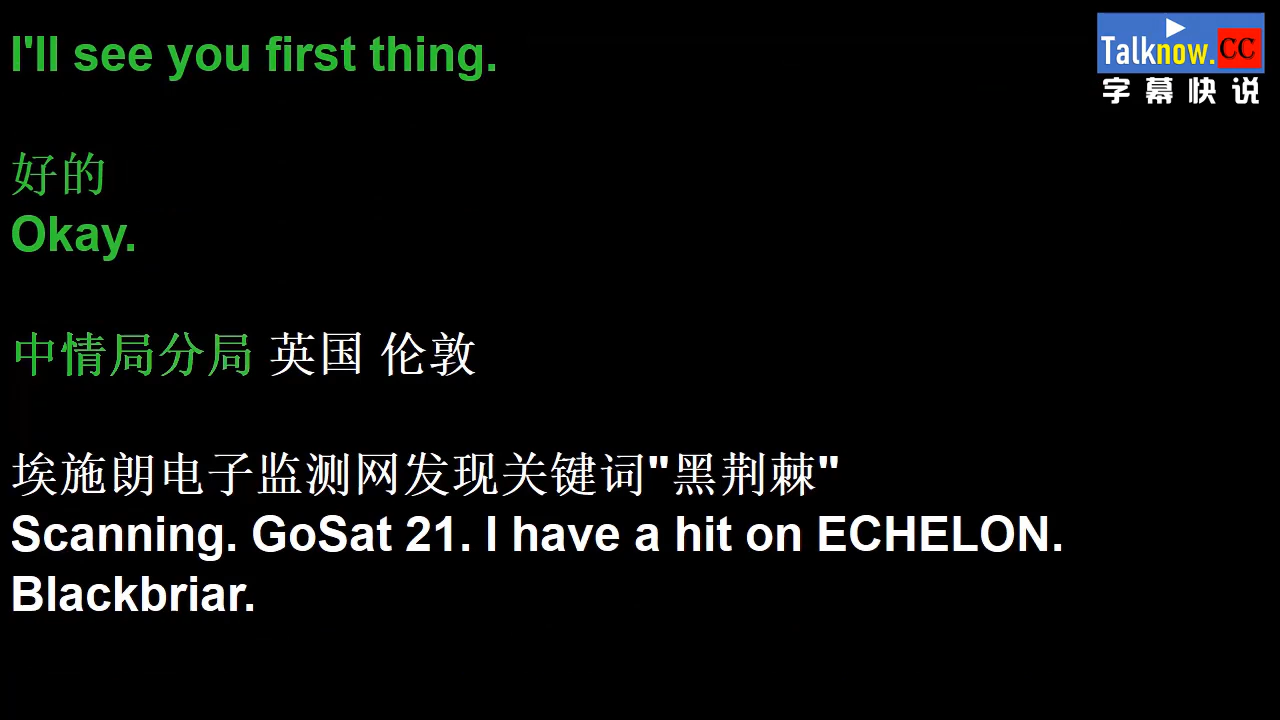 I'll see you first thing.
Talknow.CC
字幕快说
好的
Okay.
中情局分局 英国 伦敦
埃施朗电子监测网发现关键词"黑荆棘"
Scanning. GoSat 21. I have a hit on ECHELON.
Blackbriar.